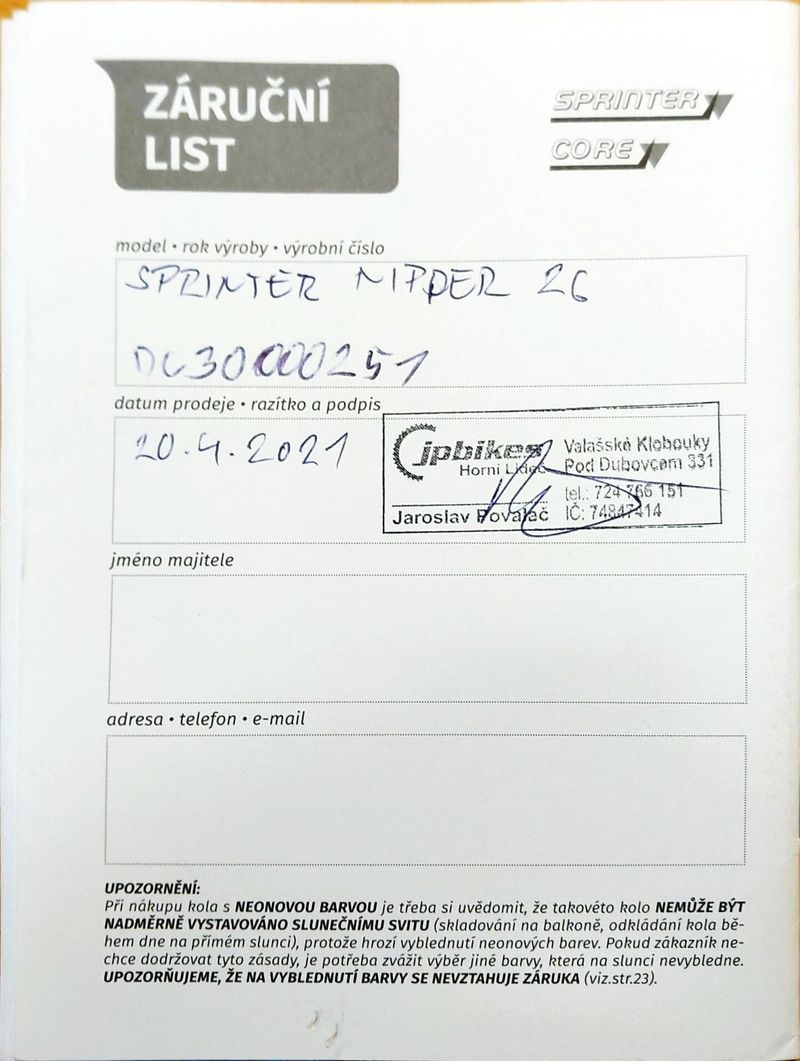 ZÁRUČNÍ
LIST
SPRINTER
CORE
model • rok výroby • výrobní číslo
SPRINTER NIPPER 26
DC30000251
datum prodeje • razítko a podpis
20.4.2021
jpbikes
Horní Lideč
Jaroslav Povalač
Valašské Klobouky
Pod Dubovcem 331
tel.: 724 766 151
IČ: 74847414
jméno majitele
adresa • telefon • e-mail
UPOZORNĚNÍ:
Při nákupu kola s NEONOVOU BARVOU je třeba si uvědomit, že takovéto kolo NEMŮŽE BÝT
NADMĚRNĚ VYSTAVOVÁNO SLUNEČNÍMU SVITU (skladování na balkoně, odkládání kola bě-
hem dne na přímém slunci), protože hrozí vyblednutí neonových barev. Pokud zákazník ne-
chce dodržovat tyto zásady, je potřeba zvážit výběr jiné barvy, která na slunci nevybledne.
UPOZORŇUJEME, ŽE NA VYBLEDNUTÍ BARVY SE NEVZTAHUJE ZÁRUKA (viz.str.23).